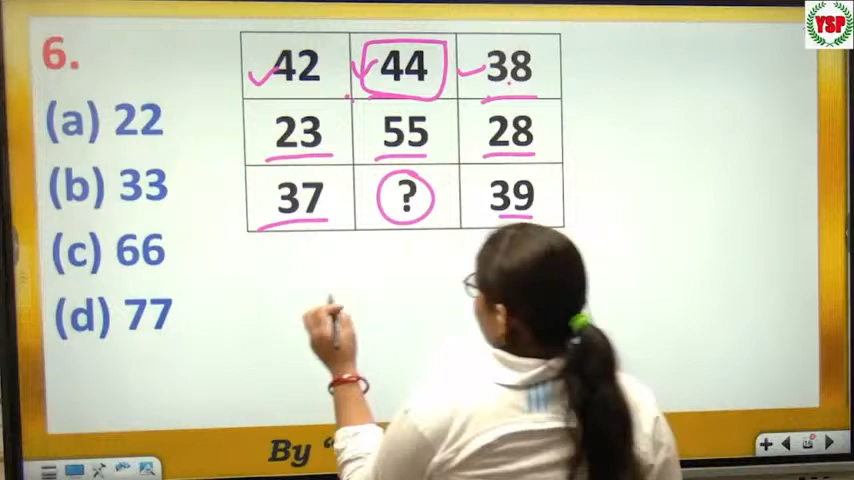 YSP
6.
42 44 38
(a) 22
23 55 28
(b) 33
37 ? 39
(c) 66
(d) 77
By "